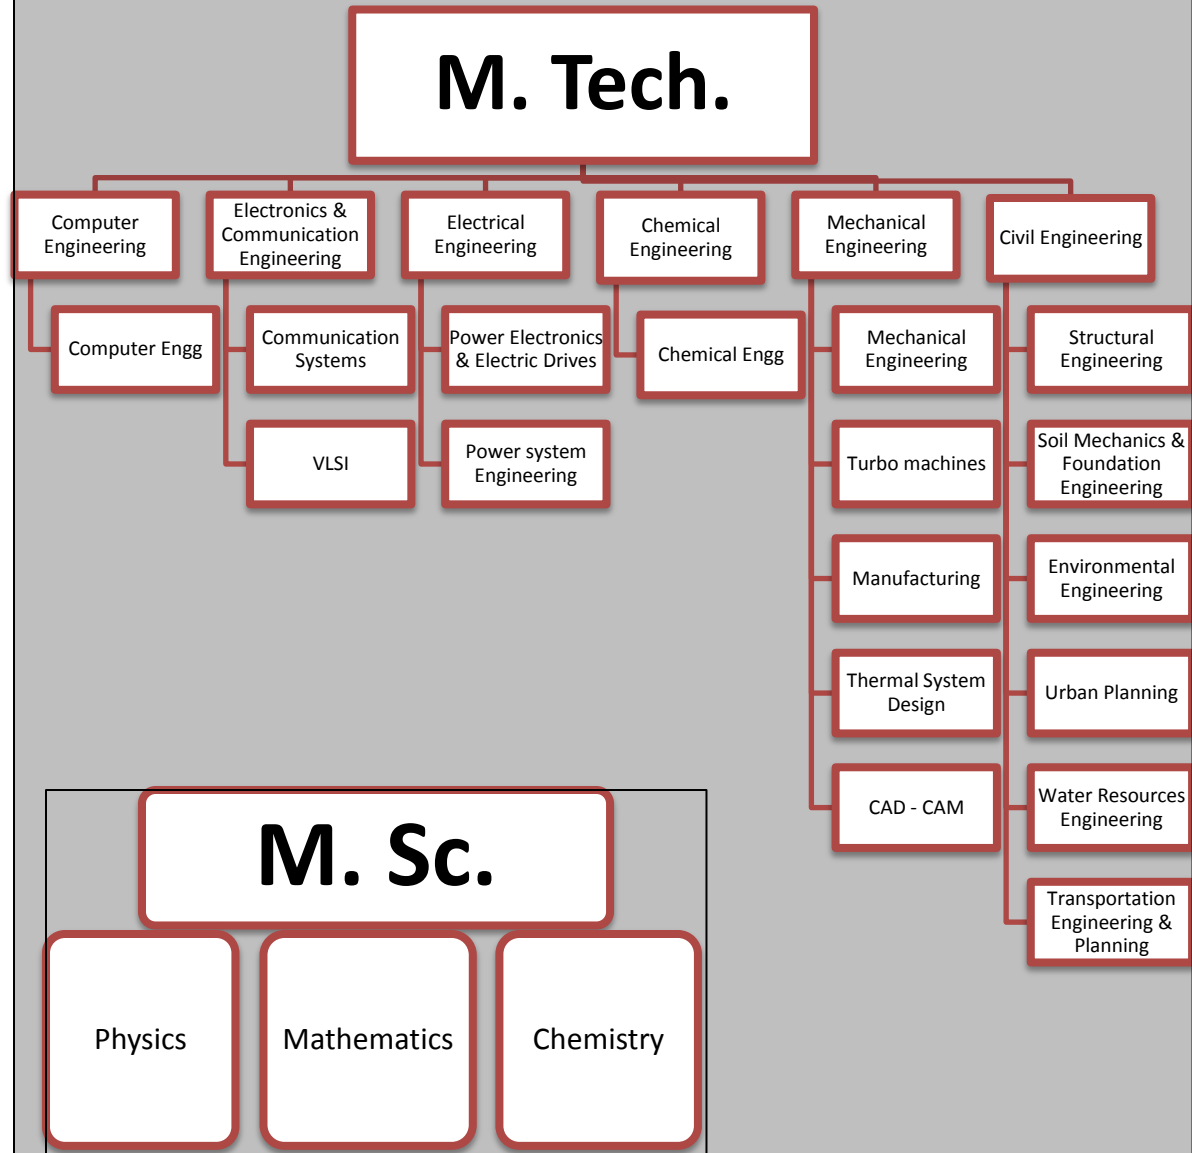 M. Tech.
Computer
Engineering
Electronics &
Communication
Engineering
Electrical
Engineering
Chemical
Engineering
Mechanical
Engineering
Civil Engineering
Computer Engg
Communication
Systems
Power Electronics
& Electric Drives
Chemical Engg
Mechanical
Engineering
Structural
Engineering
VLSI
Power system
Engineering
Turbo machines
Soil Mechanics &
Foundation
Engineering
Manufacturing
Environmental
Engineering
Thermal System
Design
Urban Planning
CAD - CAM
Water Resources
Engineering
Transportation
Engineering &
Planning
M. Sc.
Physics
Mathematics
Chemistry